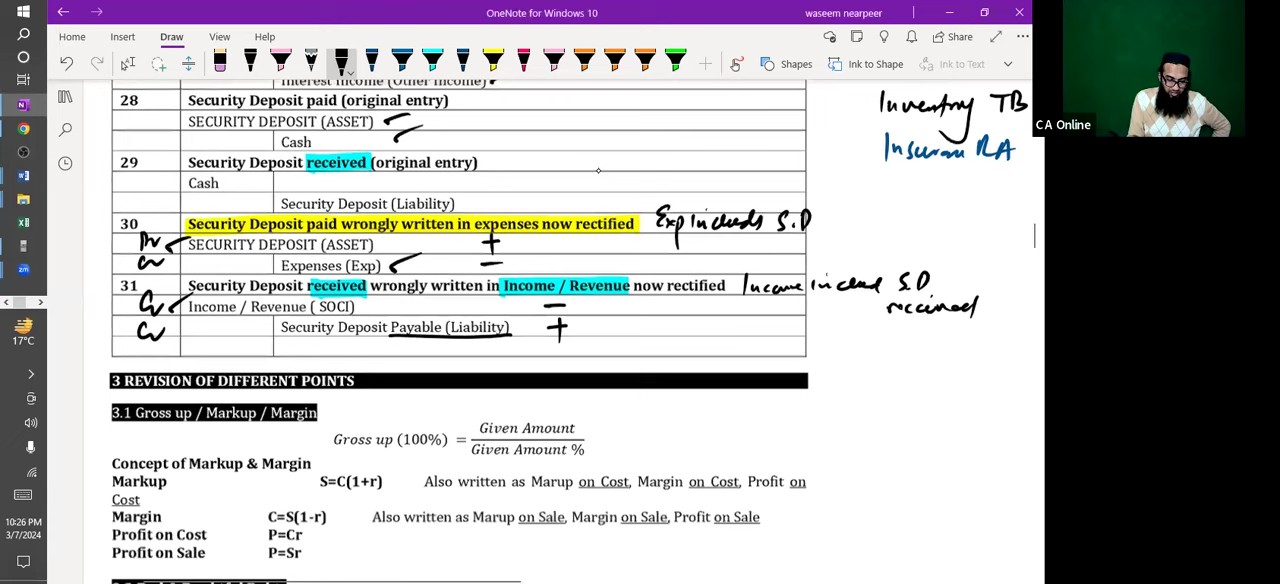 OneNote for Windows 10
waseem nearpeer
Home Insert Draw View Help
Share
Shapes
Ink to Shape
Ink to Text
Interest Income (Other Income)
28 Security Deposit paid (original entry)
SECURITY DEPOSIT (ASSET)
Cash
29 Security Deposit received (original entry)
Cash
Security Deposit (Liability)
30 Security Deposit paid wrongly written in expenses now rectified Exp includs S.D
Dr SECURITY DEPOSIT (ASSET) +
Cr Expenses (Exp) –
31 Security Deposit received wrongly written in Income / Revenue now rectified Income includ S.D
received
Income / Revenue ( SOCI) –
Cr Security Deposit Payable (Liability) +
Inventory TB
Insuran RA
C A Online
3 REVISION OF DIFFERENT POINTS
3.1 Gross up / Markup / Margin
Gross up (100%) = Given Amount / Given Amount %
Concept of Markup & Margin
Markup S=C(1+r) Also written as Marup on Cost, Margin on Cost, Profit on
Cost
Margin C=S(1-r) Also written as Marup on Sale, Margin on Sale, Profit on Sale
Profit on Cost P=Cr
Profit on Sale P=Sr
17°C
10:26 PM
3/7/2024